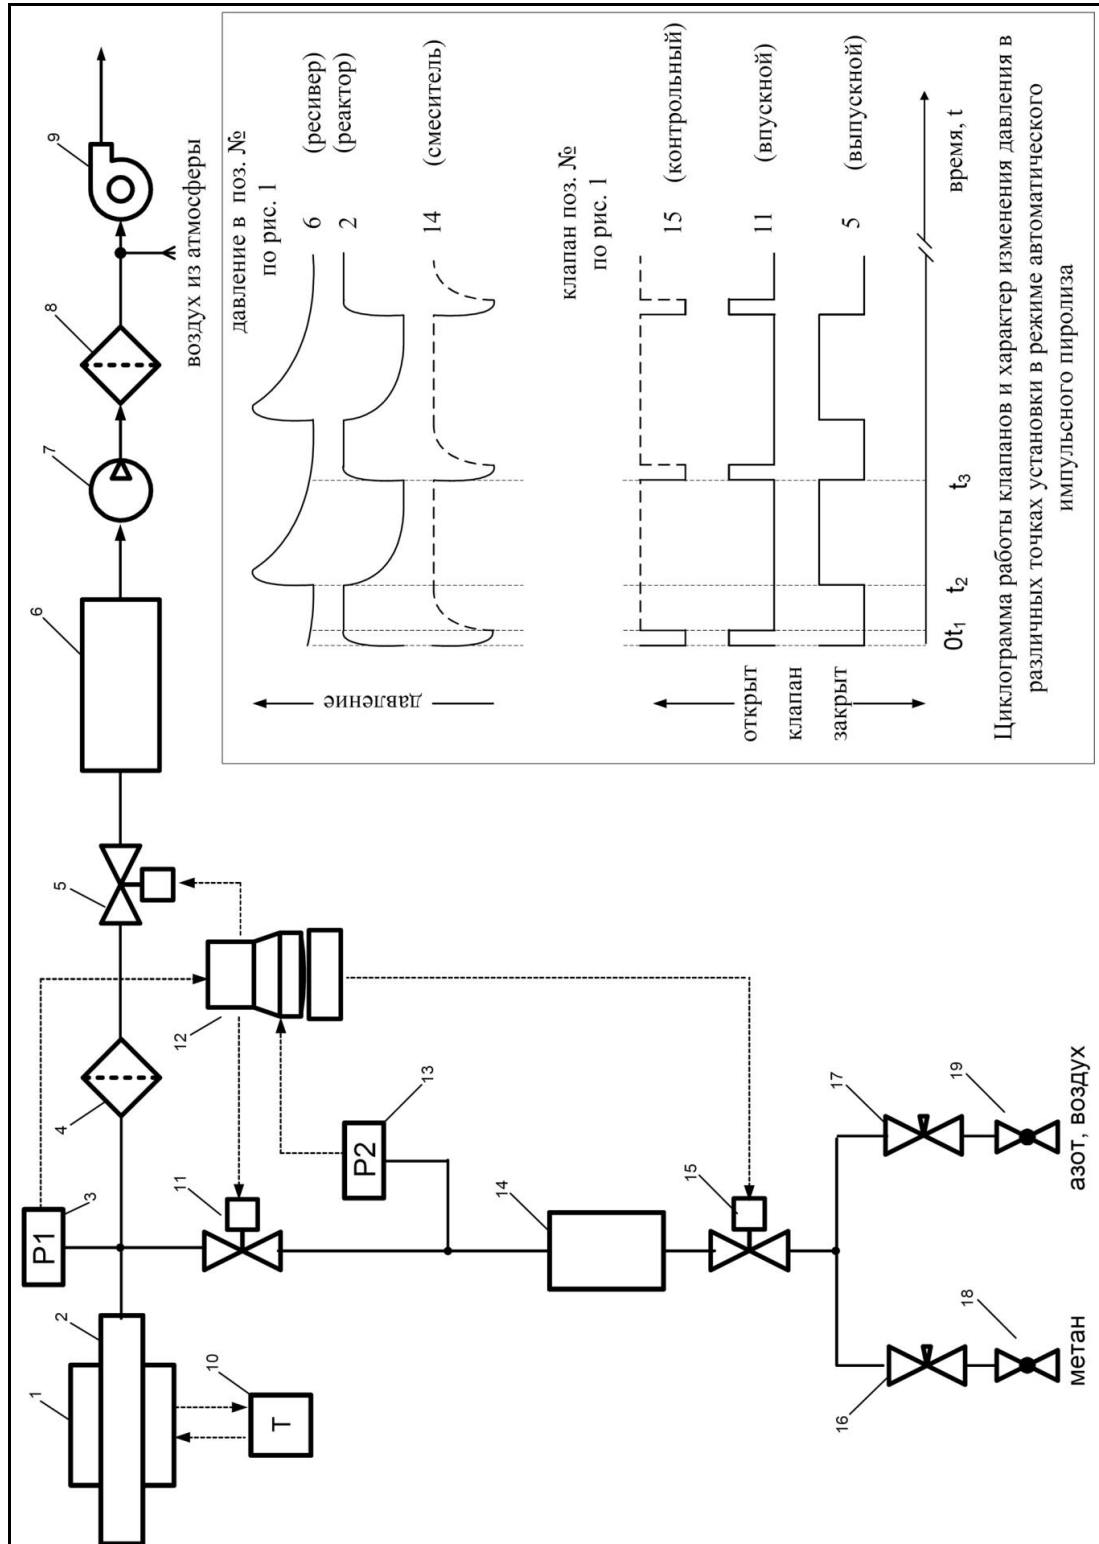 1
2
3
P1
4
5
6
7
8
9
воздух из атмосферы
10
T
11
12
13
P2
14
15
16
17
18
19
метан
азот, воздух
давление в поз. №
по рис. 1
6 (ресивер)
2 (реактор)
14 (смеситель)
давление
клапан поз. №
по рис. 1
15 (контрольный)
11 (впускной)
5 (выпускной)
открыт
клапан
закрыт
0t1 t2 t3 время, t
Циклограмма работы клапанов и характер изменения давления в
различных точках установки в режиме автоматического
импульсного пиролиза